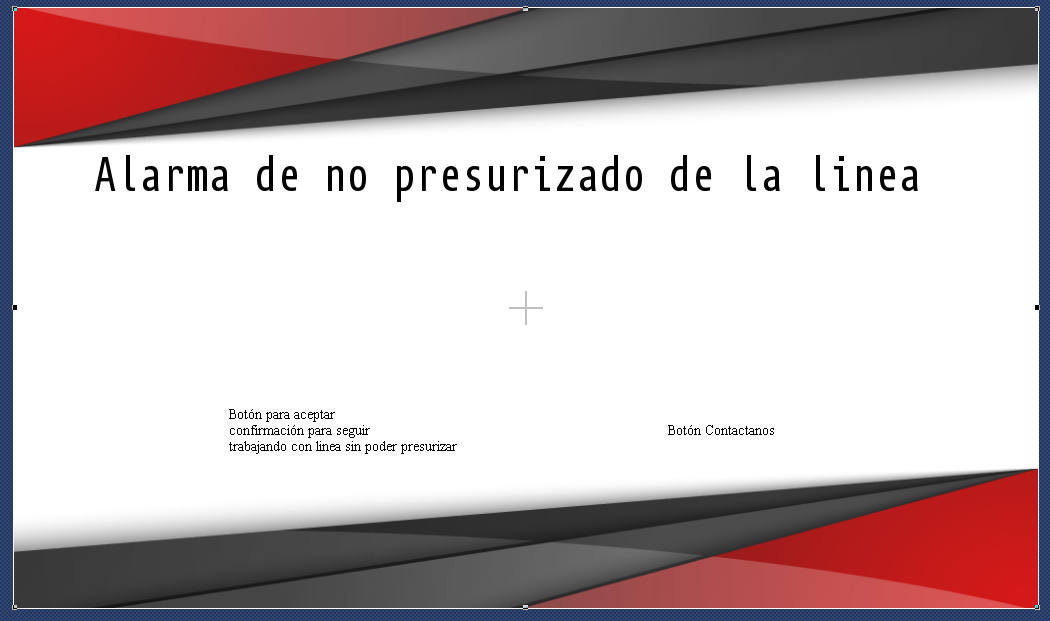 Alarma de no presurizado de la linea
Botón para aceptar
confirmación para seguir
trabajando con linea sin poder presurizar
Botón Contactanos